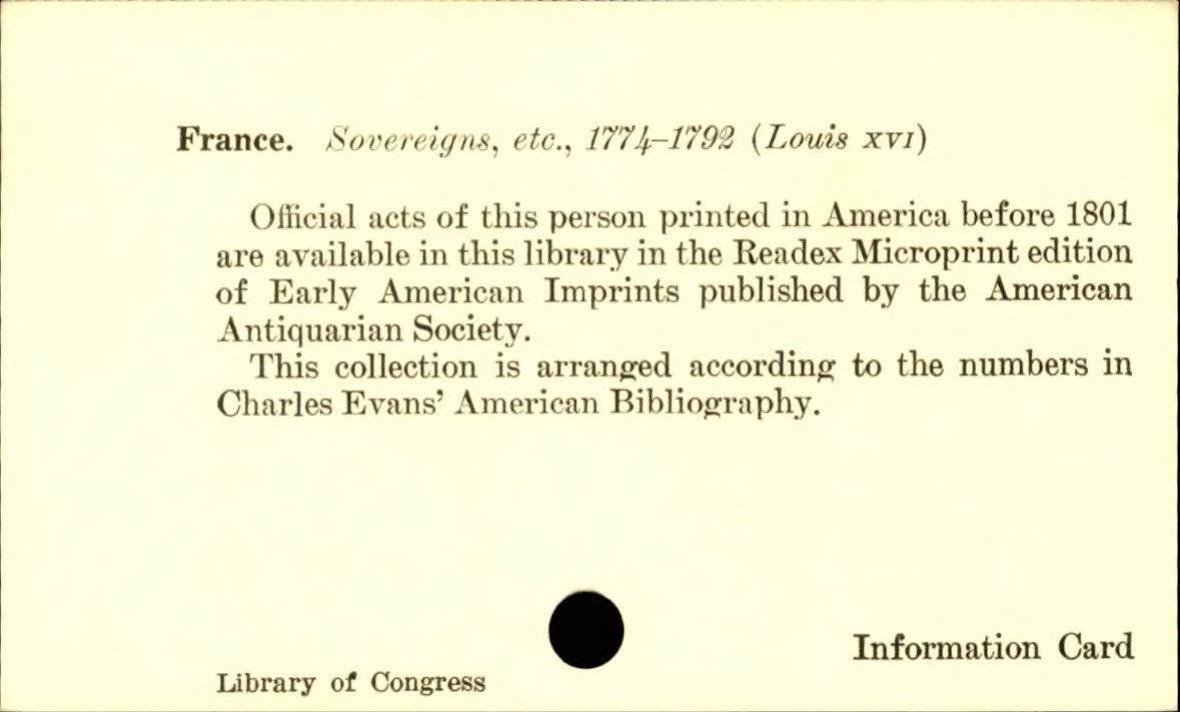 France. Sovereigns, etc., 1774–1792 (Louis XVI)
Official acts of this person printed in America before 1801
are available in this library in the Readex Microprint edition
of Early American Imprints published by the American
Antiquarian Society.
This collection is arranged according to the numbers in
Charles Evans’ American Bibliography.
Information Card
Library of Congress